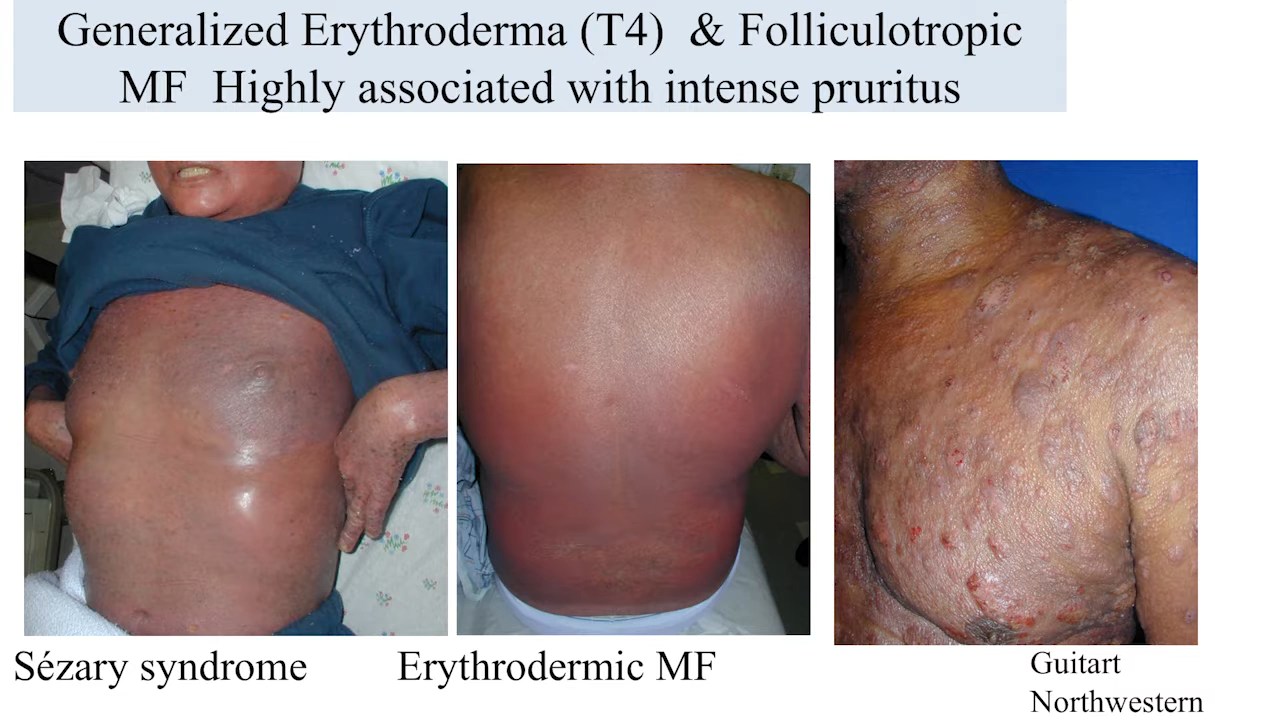 Generalized Erythroderma (T4) & Folliculotropic
MF Highly associated with intense pruritus
Sézary syndrome
Erythrodermic MF
Guitart
Northwestern